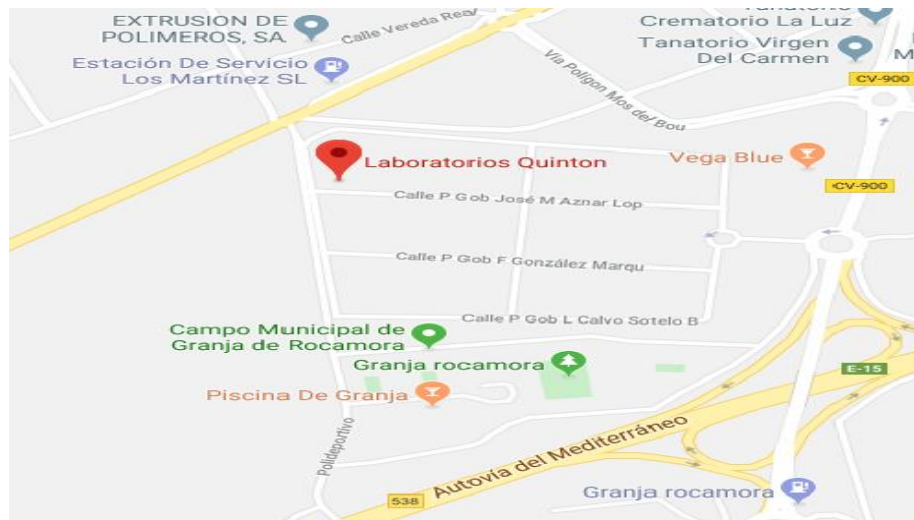 EXTRUSION DE
POLIMEROS, SA
Calle Vereda Real
Crematorio La Luz
Tanatorio Virgen
Del Carmen
Estación De Servicio
Los Martínez SL
Vía Poligon Mos del Bou
CV-900
Laboratorios Quinton
Vega Blue
CV-900
Calle P Gob José M Aznar Lop
Calle P Gob F González Marqu
Calle P Gob L Calvo Sotelo B
Campo Municipal de
Granja de Rocamora
Granja rocamora
E-15
Piscina De Granja
Polideportivo
Autovía del Mediterráneo
538
Granja rocamora